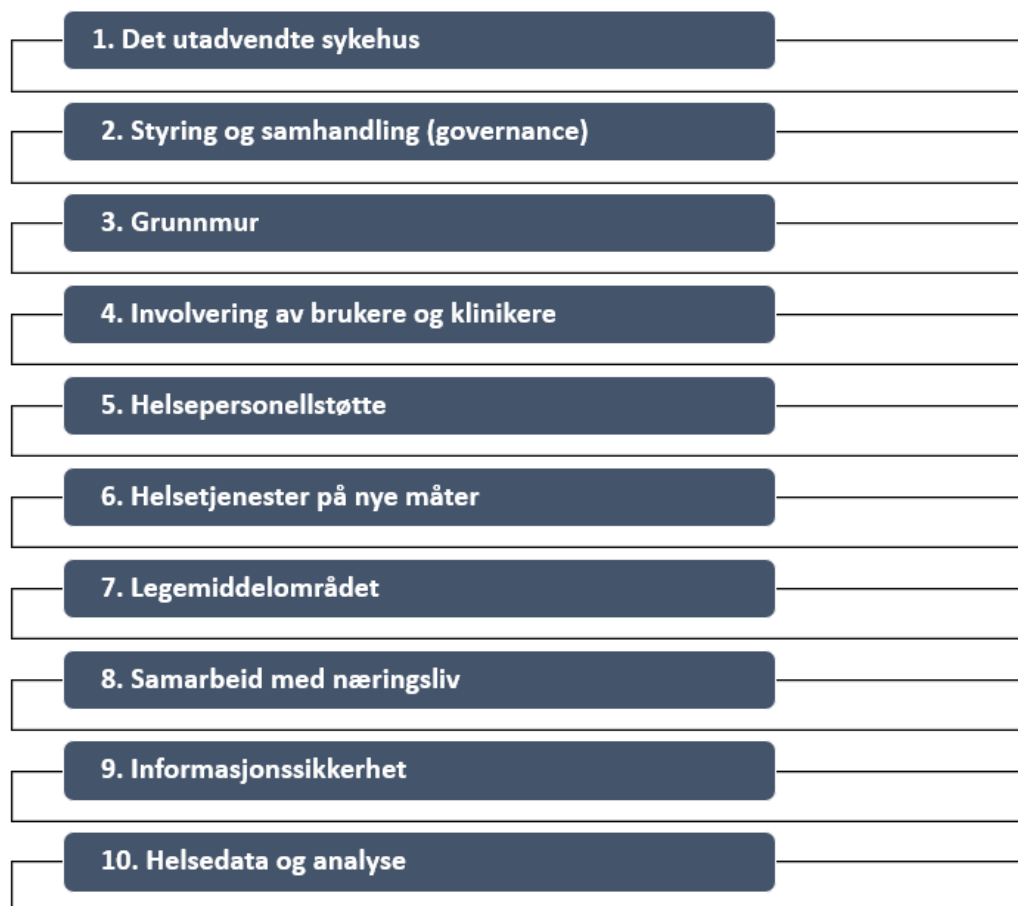 1. Det utadvendte sykehus
2. Styring og samhandling (governance)
3. Grunnmur
4. Involvering av brukere og klinikere
5. Helsepersonellstøtte
6. Helsetjenester på nye måter
7. Legemiddelområdet
8. Samarbeid med næringsliv
9. Informasjonssikkerhet
10. Helsedata og analyse